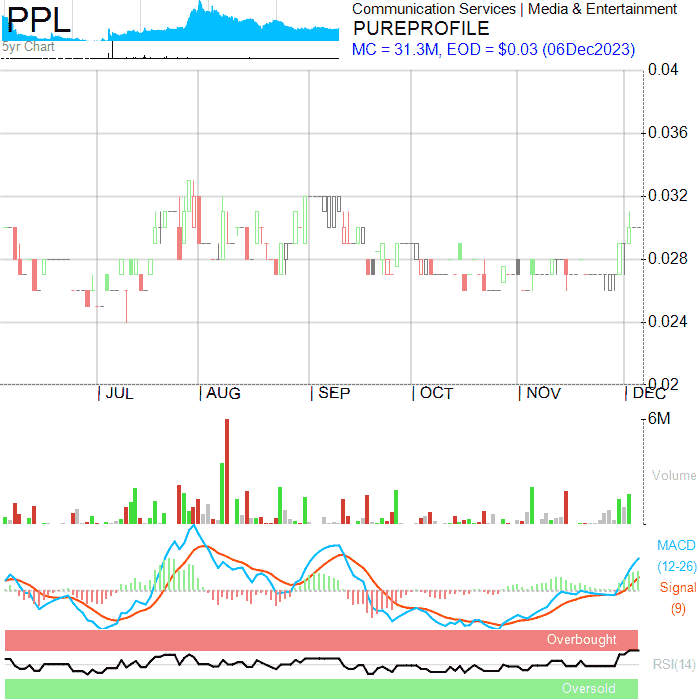 PPL
5yr Chart
Communication Services | Media & Entertainment
PUREPROFILE
MC = 31.3M, EOD = $0.03 (06Dec2023)
0.04
0.036
0.032
0.028
0.024
0.02
JUL
AUG
SEP
OCT
NOV
DEC
6M
Volume
MACD
(12-26)
Signal
(9)
Overbought
RSI(14)
Oversold